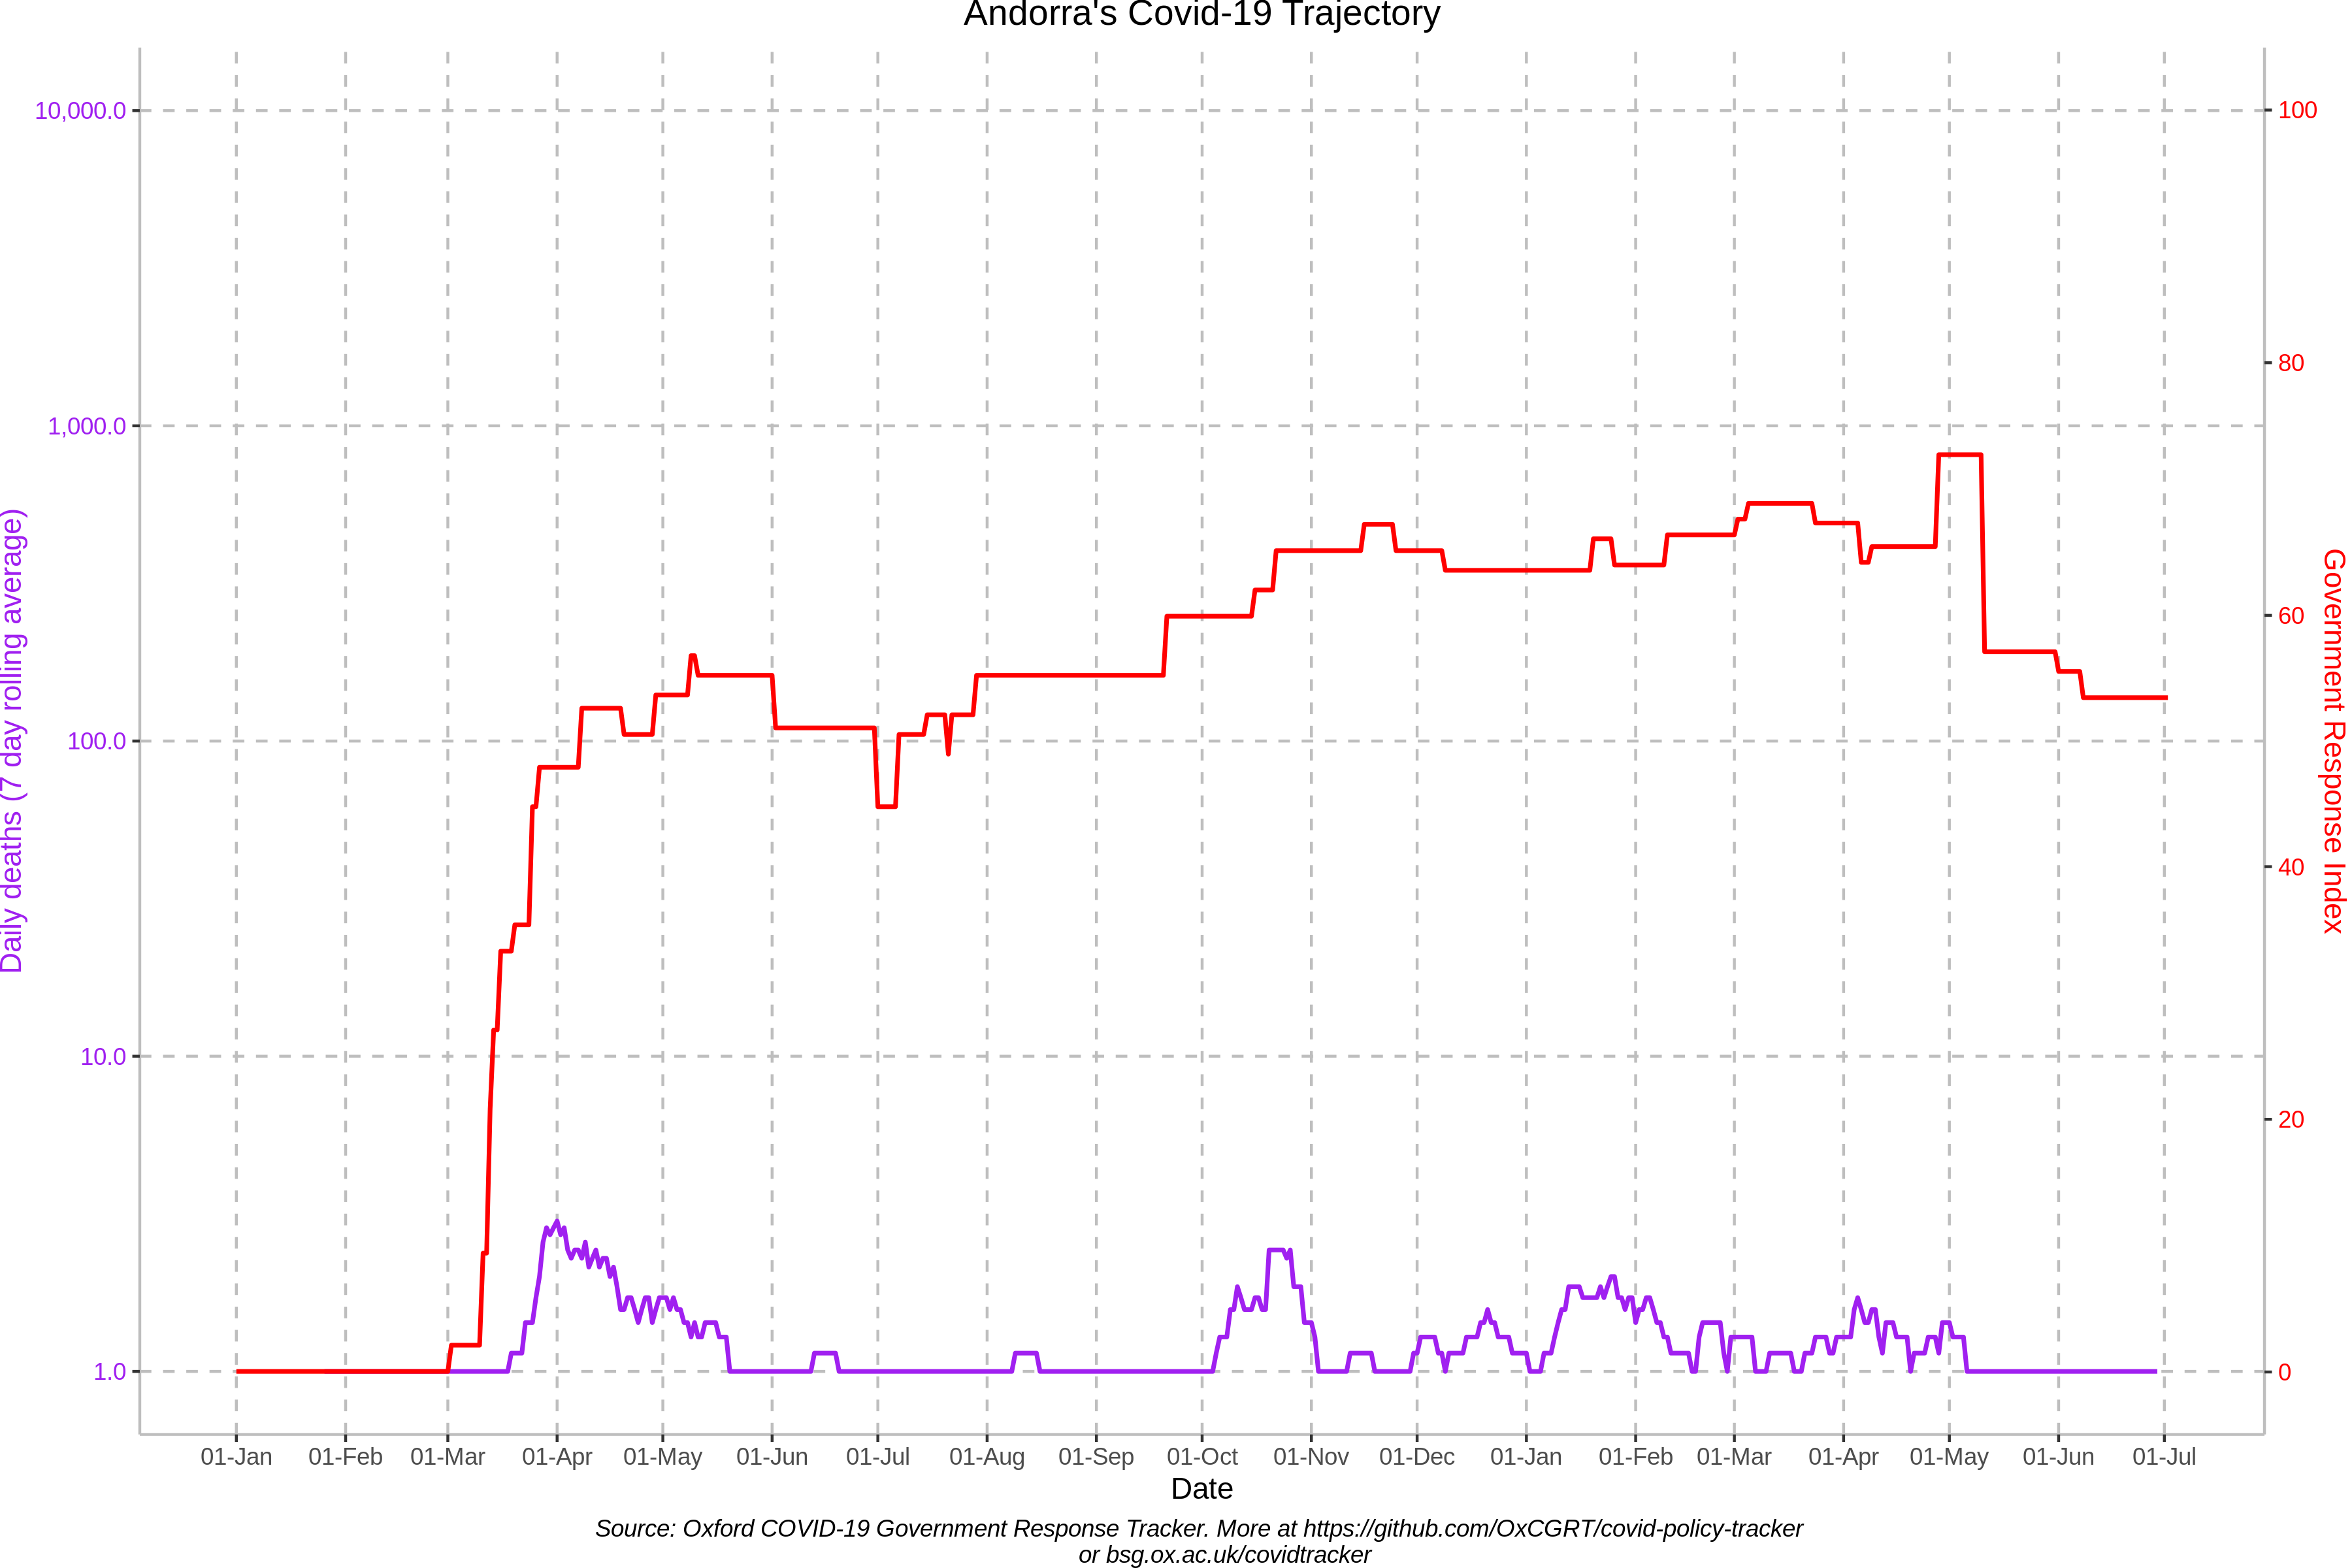 Andorra's Covid-19 Trajectory
10,000.0
1,000.0
100.0
10.0
1.0
Daily deaths (7 day rolling average)
100
80
60
40
20
0
Government Response Index
01-Jan 01-Feb 01-Mar 01-Apr 01-May 01-Jun 01-Jul 01-Aug 01-Sep 01-Oct 01-Nov 01-Dec 01-Jan 01-Feb 01-Mar 01-Apr 01-May 01-Jun 01-Jul
Date
Source: Oxford COVID-19 Government Response Tracker. More at https://github.com/OxCGRT/covid-policy-tracker
or bsg.ox.ac.uk/covidtracker